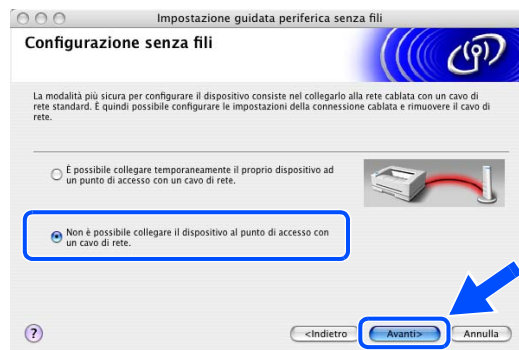 Impostazione guidata periferica senza fili
Configurazione senza fili
La modalità più sicura per configurare il dispositivo consiste nel collegarlo alla rete cablata con un cavo di
rete standard. È quindi possibile configurare le impostazioni della connessione cablata e rimuovere il cavo di
rete.
È possibile collegare temporaneamente il proprio dispositivo ad
un punto di accesso con un cavo di rete.
Non è possibile collegare il dispositivo al punto di accesso con
un cavo di rete.
?
<Indietro
Avanti>
Annulla